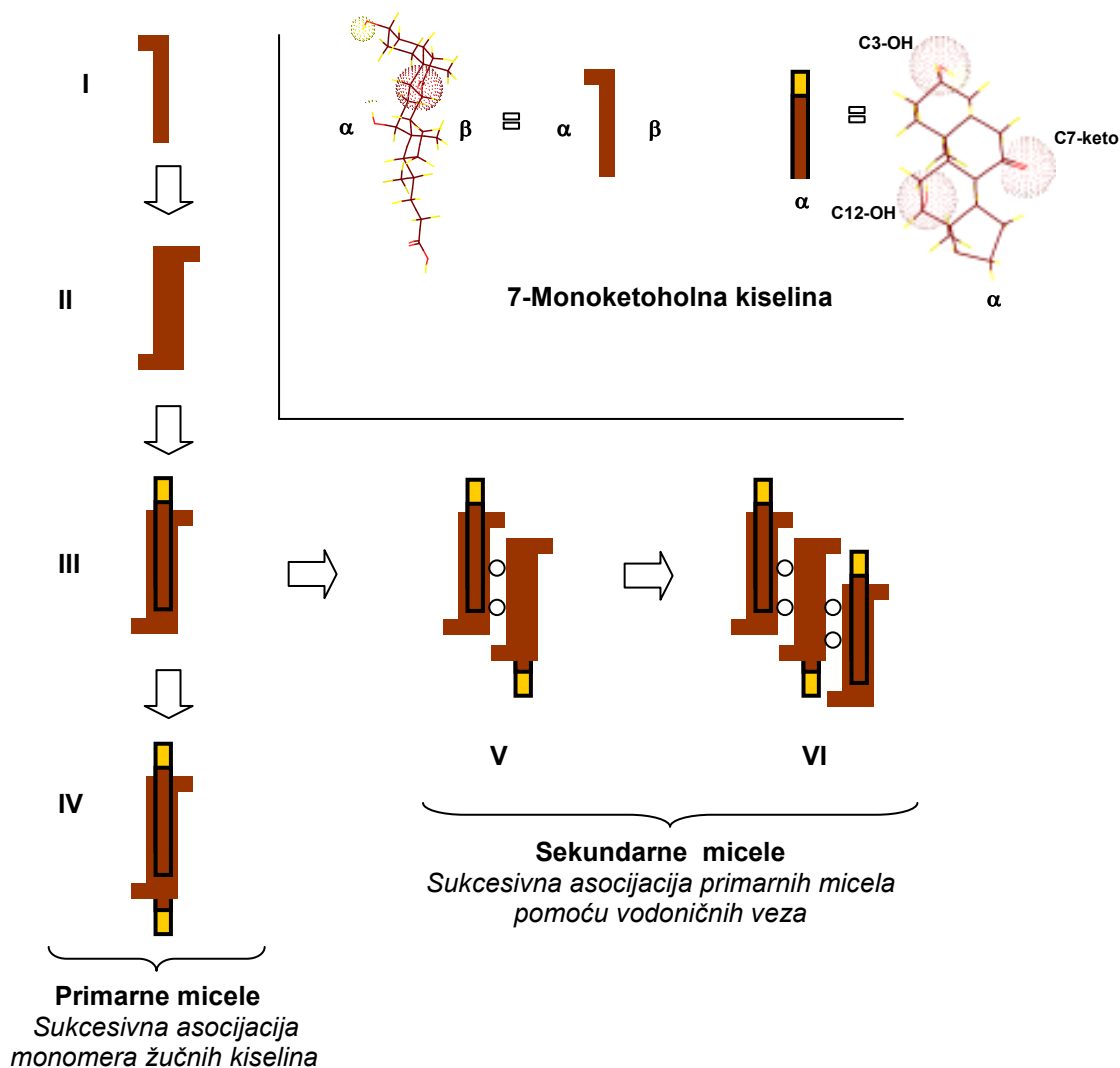 I
α
β
=
α
β
α
=
C3-OH
C7-keto
C12-OH
α
7-Monoketoholna kiselina
II
III
IV
V
VI
Sekundarne micele
Sukcesivna asocijacija primarnih micela
pomoću vodoničnih veza
Primarne micele
Sukcesivna asocijacija
monomera žučnih kiselina